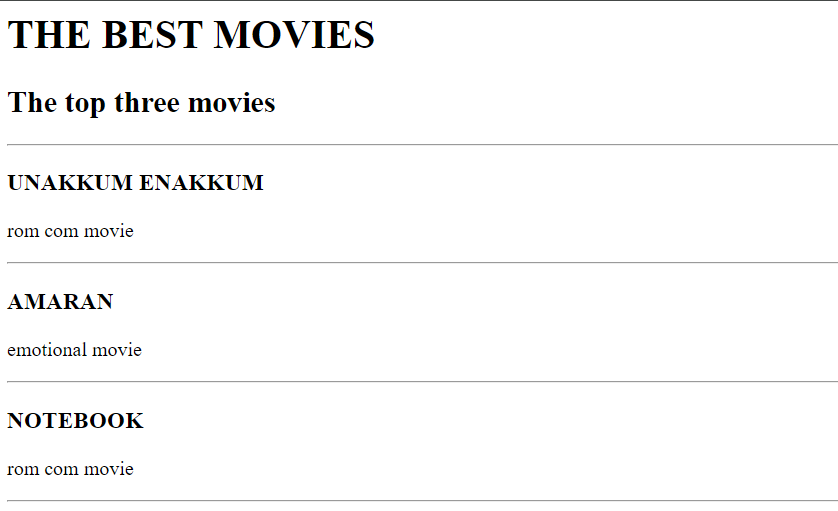 THE BEST MOVIES
The top three movies
UNAKKUM ENAKKUM
rom com movie
AMARAN
emotional movie
NOTEBOOK
rom com movie